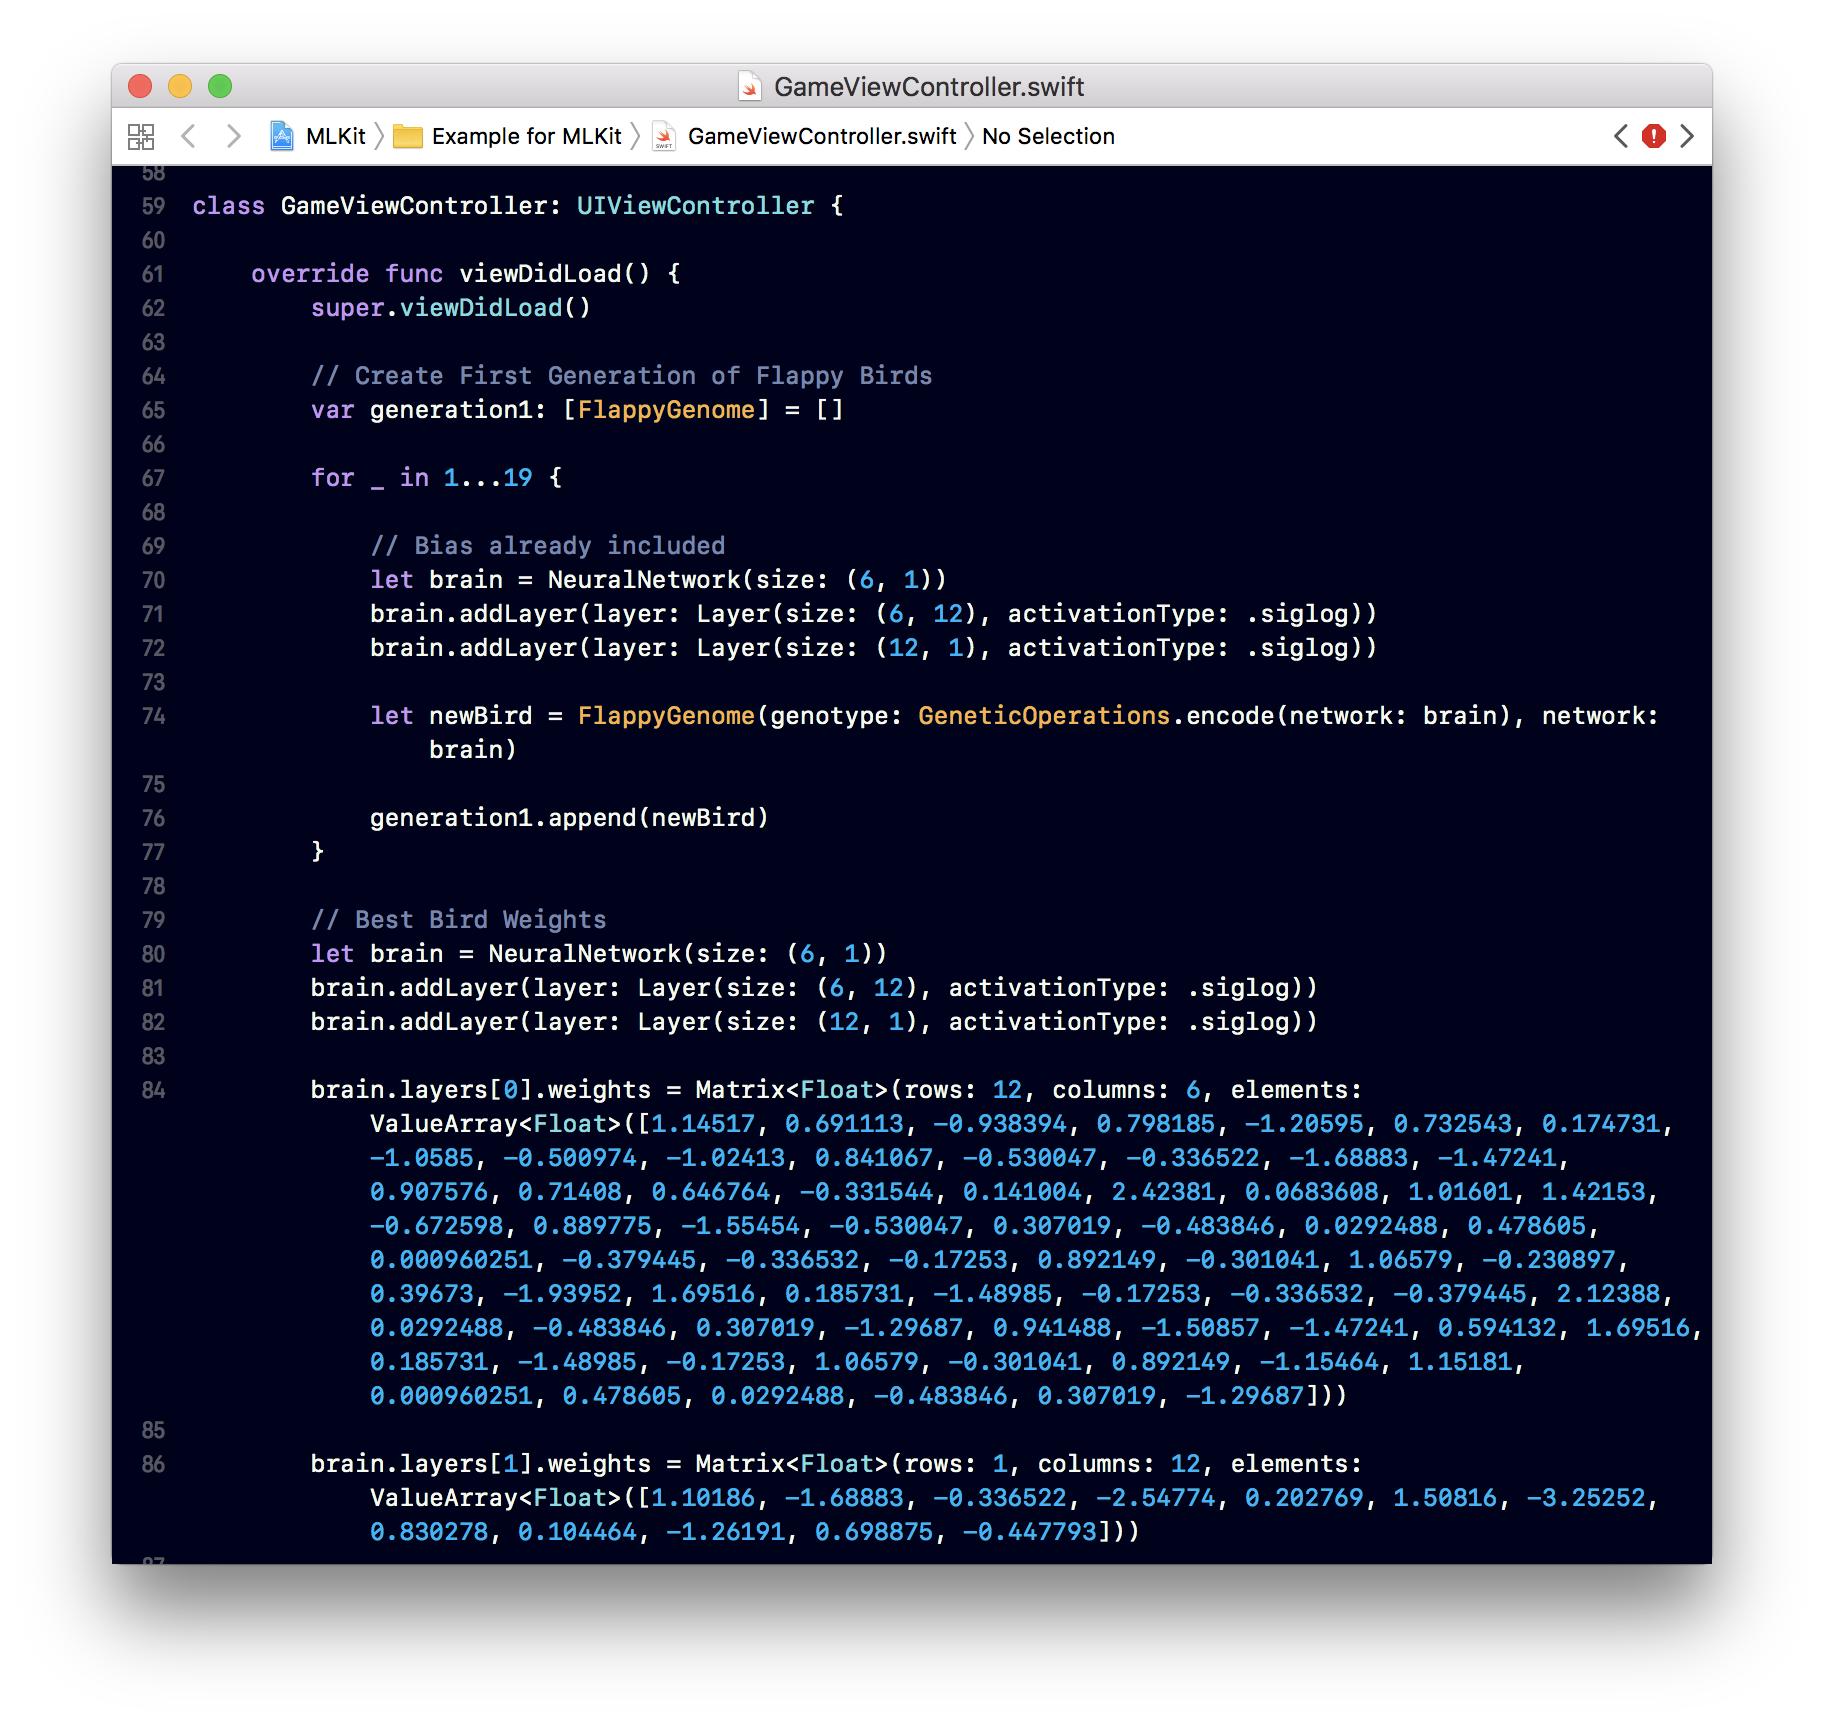 GameViewController.swift
MLKit Example for MLKit GameViewController.swift No Selection
58
59 class GameViewController: UIViewController {
60
61 override func viewDidLoad() {
62 super.viewDidLoad()
63
64 // Create First Generation of Flappy Birds
65 var generation1: [FlappyGenome] = []
66
67 for _ in 1...19 {
68
69 // Bias already included
70 let brain = NeuralNetwork(size: (6, 1))
71 brain.addLayer(layer: Layer(size: (6, 12), activationType: .siglog))
72 brain.addLayer(layer: Layer(size: (12, 1), activationType: .siglog))
73
74 let newBird = FlappyGenome(genotype: GeneticOperations.encode(network: brain), network:
brain)
75
76 generation1.append(newBird)
77 }
78
79 // Best Bird Weights
80 let brain = NeuralNetwork(size: (6, 1))
81 brain.addLayer(layer: Layer(size: (6, 12), activationType: .siglog))
82 brain.addLayer(layer: Layer(size: (12, 1), activationType: .siglog))
83
84 brain.layers[0].weights = Matrix<Float>(rows: 12, columns: 6, elements:
ValueArray<Float>([1.14517, 0.691113, -0.938394, 0.798185, -1.20595, 0.732543, 0.174731,
-1.0585, -0.500974, -1.02413, 0.841067, -0.530047, -0.336522, -1.68883, -1.47241,
0.907576, 0.71408, 0.646764, -0.331544, 0.141004, 2.42381, 0.0683608, 1.01601, 1.42153,
-0.672598, 0.889775, -1.55454, -0.530047, 0.307019, -0.483846, 0.0292488, 0.478605,
0.000960251, -0.379445, -0.336532, -0.17253, 0.892149, -0.301041, 1.06579, -0.230897,
0.39673, -1.93952, 1.69516, 0.185731, -1.48985, -0.17253, -0.336532, -0.379445, 2.12388,
0.0292488, -0.483846, 0.307019, -1.29687, 0.941488, -1.50857, -1.47241, 0.594132, 1.69516,
0.185731, -1.48985, -0.17253, 1.06579, -0.301041, 0.892149, -1.15464, 1.15181,
0.000960251, 0.478605, 0.0292488, -0.483846, 0.307019, -1.29687]))
85
86 brain.layers[1].weights = Matrix<Float>(rows: 1, columns: 12, elements:
ValueArray<Float>([1.10186, -1.68883, -0.336522, -2.54774, 0.202769, 1.50816, -3.25252,
0.830278, 0.104464, -1.26191, 0.698875, -0.447793]))
87